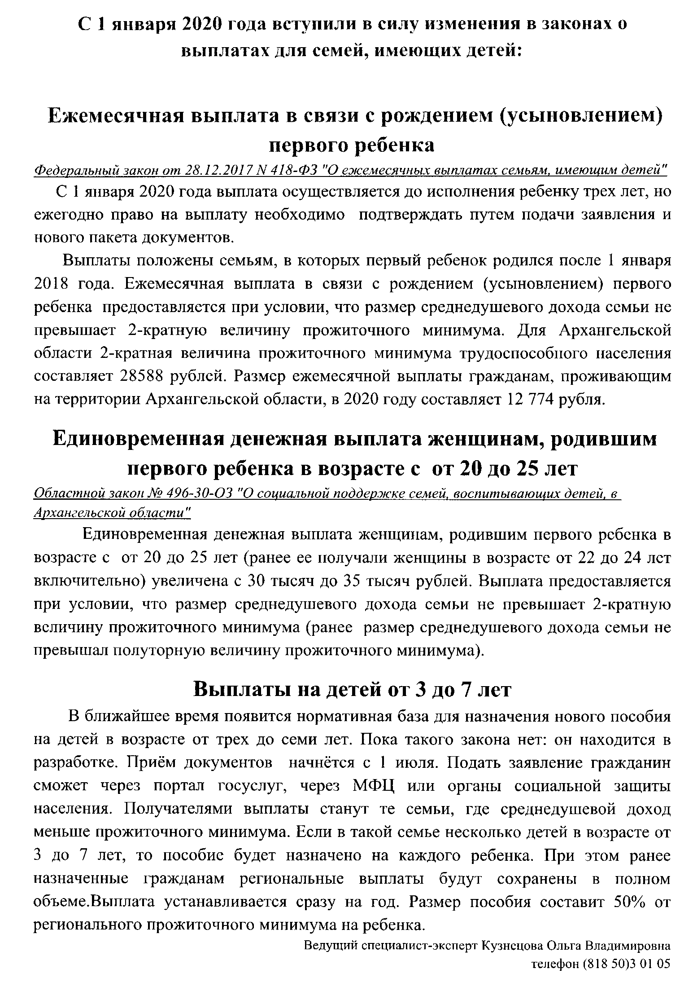 С 1 января 2020 года вступили в силу изменения в законах о
выплатах для семей, имеющих детей:
Ежемесячная выплата в связи с рождением (усыновлением)
первого ребенка
Федеральный закон от 28.12.2017 N 418-ФЗ "О ежемесячных выплатах семьям, имеющим детей"
С 1 января 2020 года выплата осуществляется до исполнения ребенку трех лет, но
ежегодно право на выплату необходимо подтверждать путем подачи заявления и
нового пакета документов.
Выплаты положены семьям, в которых первый ребенок родился после 1 января
2018 года. Ежемесячная выплата в связи с рождением (усыновлением) первого
ребенка предоставляется при условии, что размер среднедушевого дохода семьи не
превышает 2-кратную величину прожиточного минимума. Для Архангельской
области 2-кратная величина прожиточного минимума трудоспособного населения
составляет 28588 рублей. Размер ежемесячной выплаты гражданам, проживающим
на территории Архангельской области, в 2020 году составляет 12 774 рубля.
Единовременная денежная выплата женщинам, родившим
первого ребенка в возрасте с от 20 до 25 лет
Областной закон № 496-30-ОЗ "О социальной поддержке семей, воспитывающих детей, в
Архангельской области"
Единовременная денежная выплата женщинам, родившим первого ребенка в
возрасте с от 20 до 25 лет (ранее ее получали женщины в возрасте от 22 до 24 лет
включительно) увеличена с 30 тысяч до 35 тысяч рублей. Выплата предоставляется
при условии, что размер среднедушевого дохода семьи не превышает 2-кратную
величину прожиточного минимума (ранее размер среднедушевого дохода семьи не
превышал полуторную величину прожиточного минимума).
Выплаты на детей от 3 до 7 лет
В ближайшее время появится нормативная база для назначения нового пособия
на детей в возрасте от трех до семи лет. Пока такого закона нет: он находится в
разработке. Приём документов начнётся с 1 июля. Подать заявление гражданин
сможет через портал госуслуг, через МФЦ или органы социальной защиты
населения. Получателями выплаты станут те семьи, где среднедушевой доход
меньше прожиточного минимума. Если в такой семье несколько детей в возрасте от
3 до 7 лет, то пособие будет назначено на каждого ребенка. При этом ранее
назначенные гражданам региональные выплаты будут сохранены в полном
объеме.Выплата устанавливается сразу на год. Размер пособия составит 50% от
регионального прожиточного минимума на ребенка.
Ведущий специалист-эксперт Кузнецова Ольга Владимировна
телефон (818 50)3 01 05